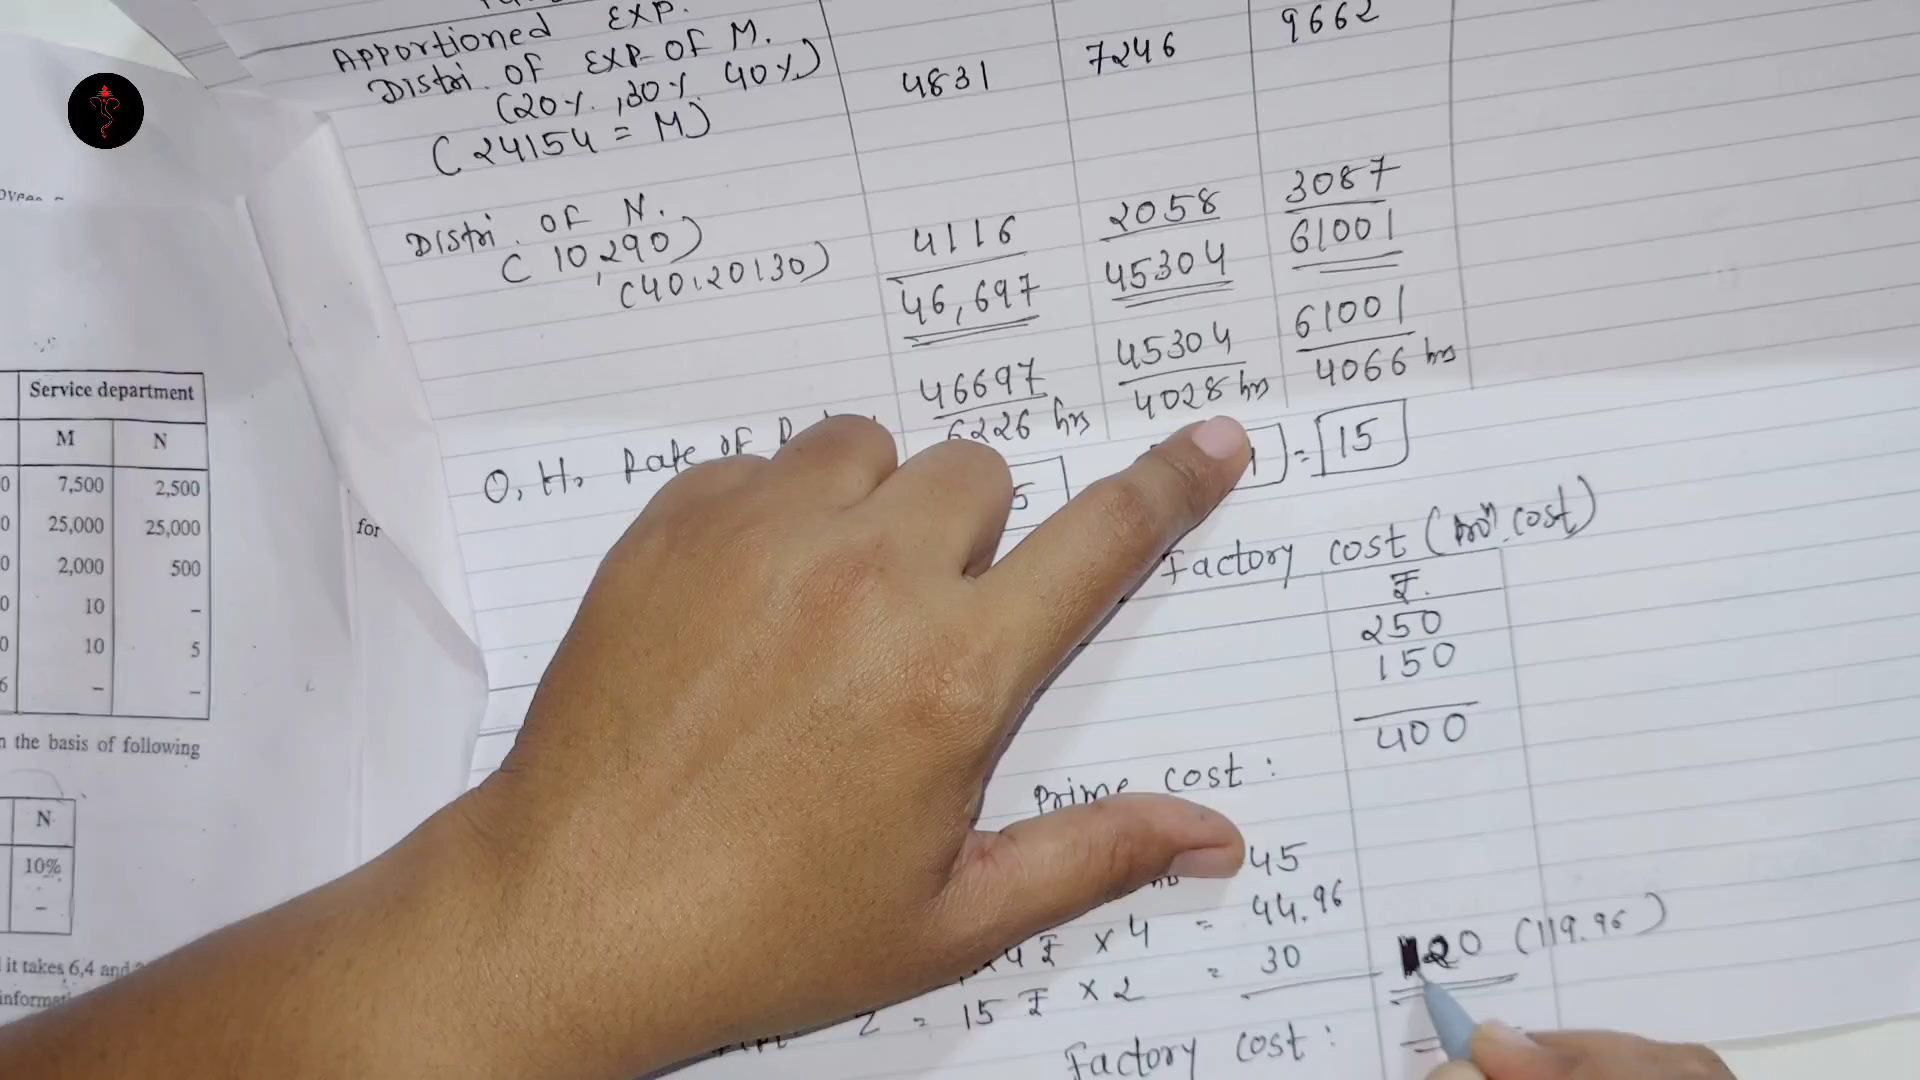 Apportioned EXP.
Distri. OF EXP OF M.
(20%, 30%, 40%)
(24154 = M)
4831 7246 9662
Distri. OF N.
(10,290)
(40,20,30)
4116 2058 3087
46,697 45304 61001
46697 45304 61001
6226 hrs 4028 hrs 4066 hrs
O.H. Rate OF
5 = 15
Factory cost (Pron. cost)
₹.
250
150
400
Prime cost :
45
24 ₹ x 4 = 44.96
Z = 15 ₹ x 2 = 30
120 (119.96)
Factory cost :
Service department
M N
7,500 2,500
25,000 25,000
2,000 500
10 –
10 5
– –
the basis of following
N
10%
–
it takes 6,4 and
for